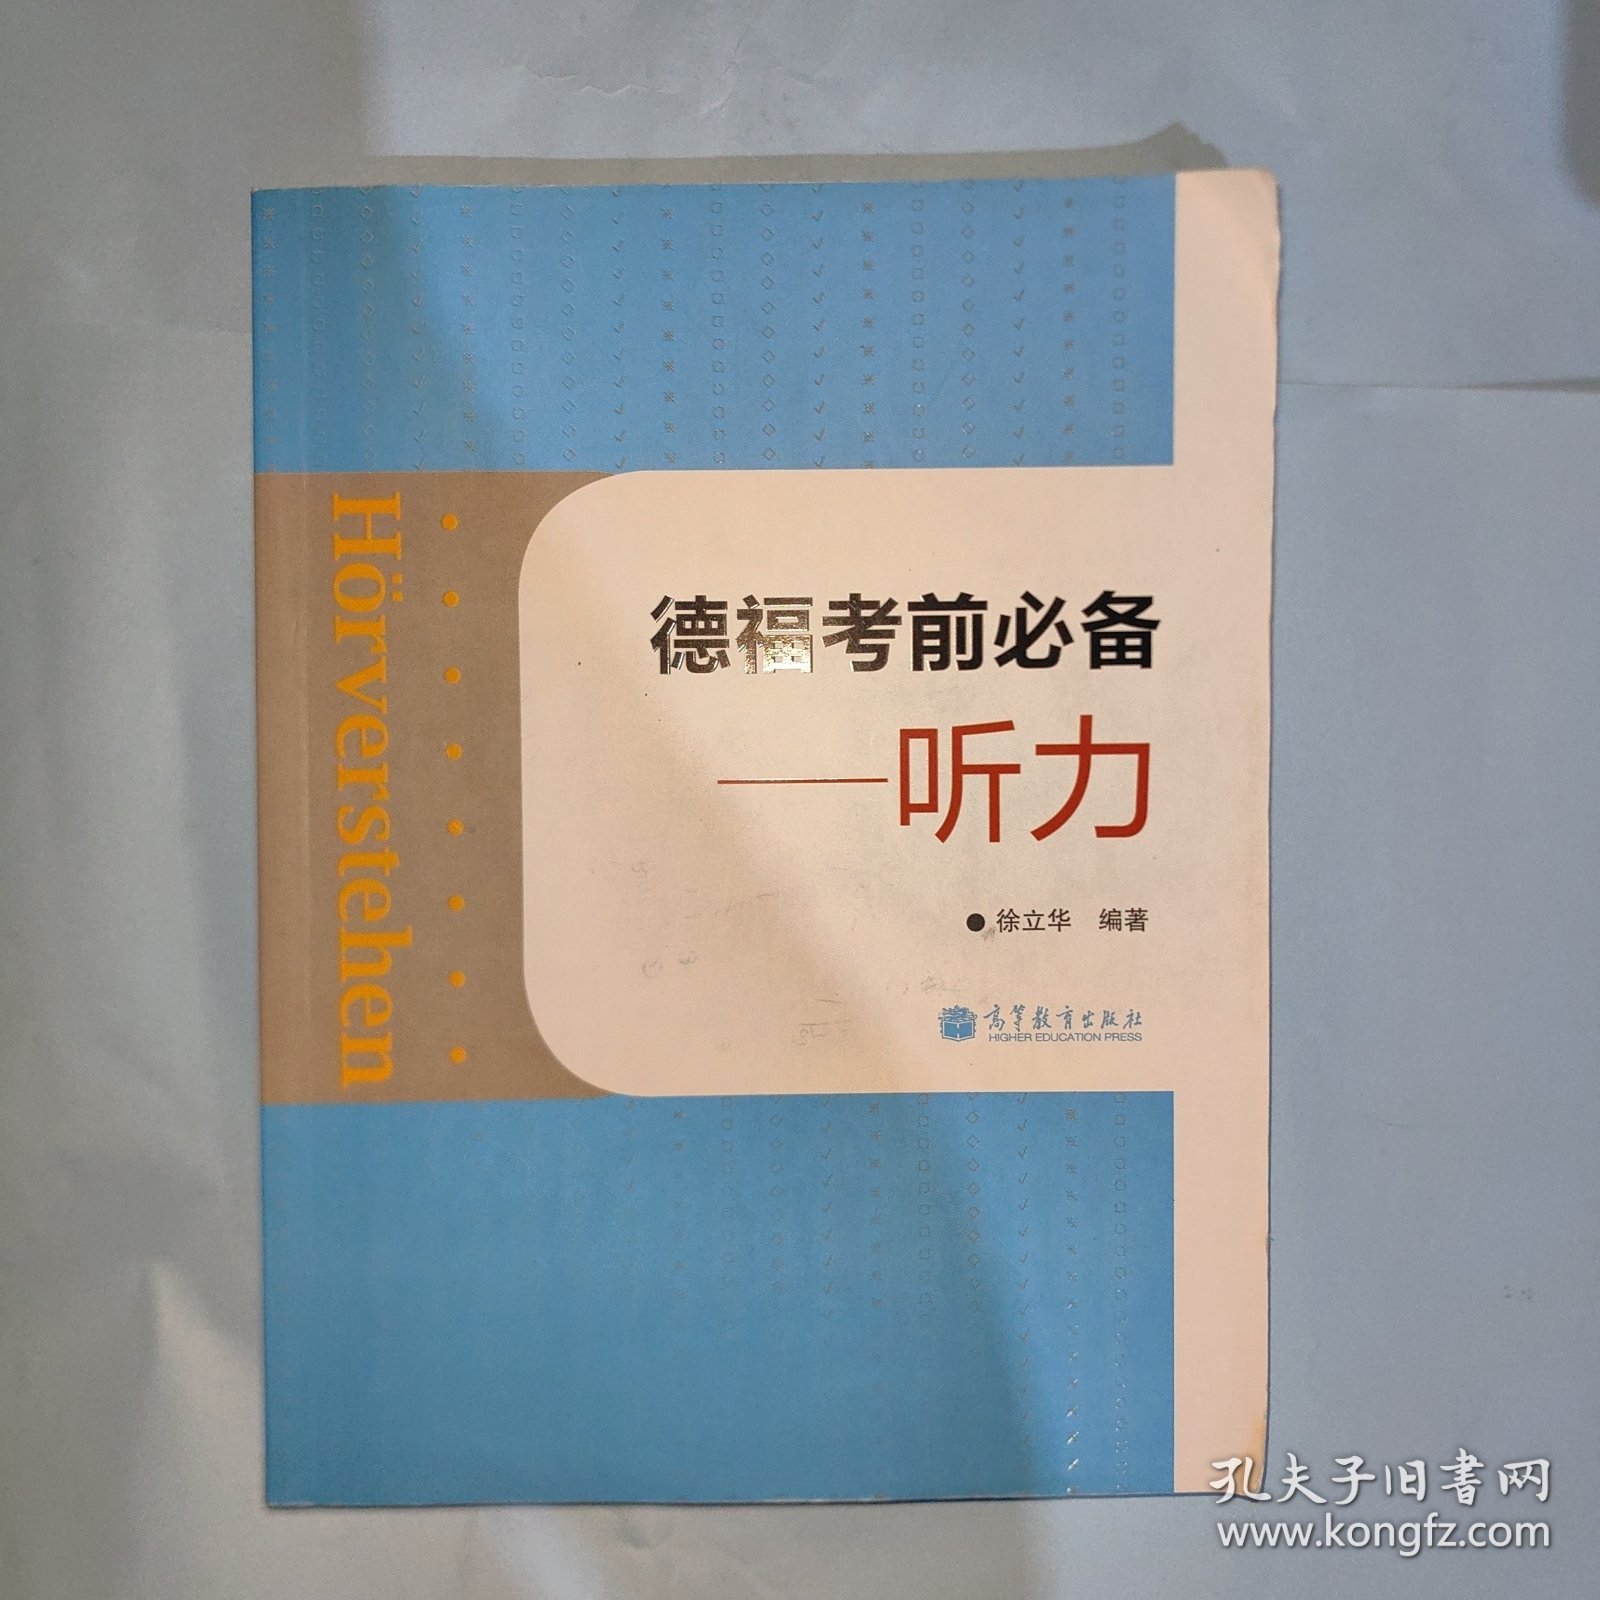 Hörverstehen
德福考前必备
——听力
●徐立华 编著
高等教育出版社
HIGHER EDUCATION PRESS
孔夫子旧书网
www.kongfz.com